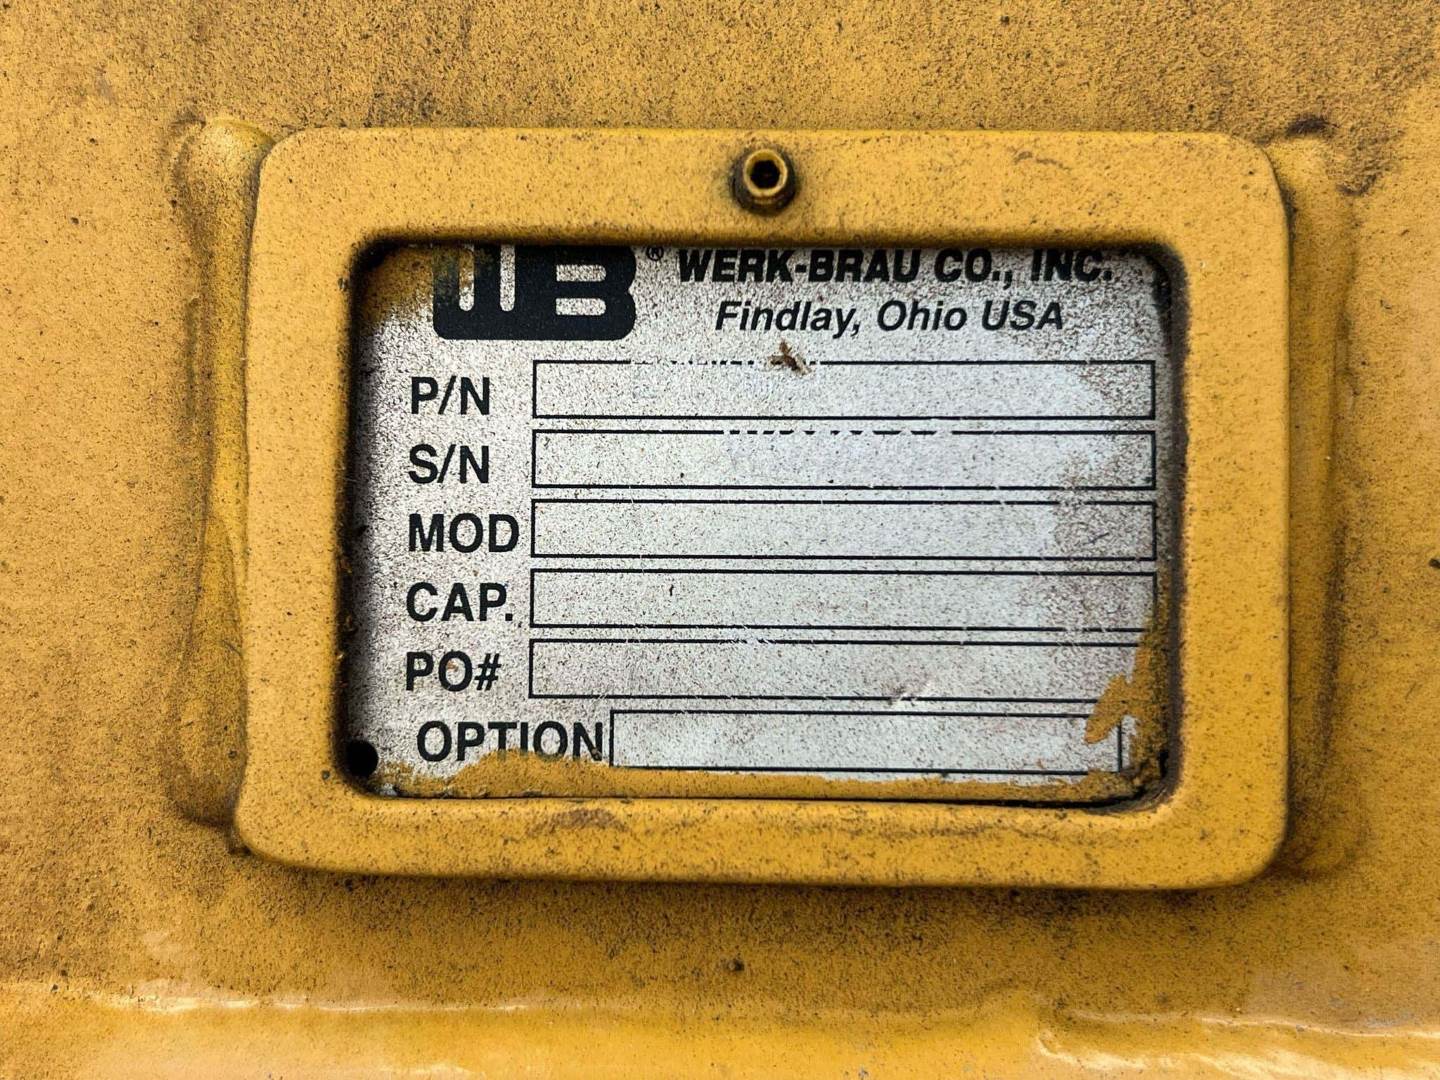 WB® WERK-BRAU CO., INC.
Findlay, Ohio USA
P/N
S/N
MOD
CAP.
PO#
OPTION